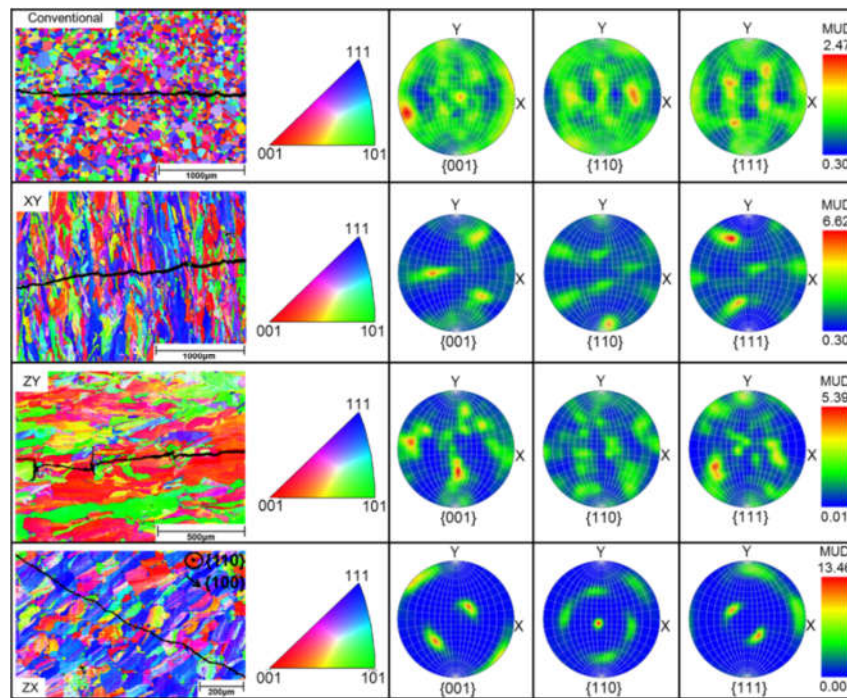 Conventional
1000µm
111
001 101
Y
X
{001}
Y
X
{110}
Y
X
{111}
MUD
2.47
0.30
XY
1000µm
111
001 101
Y
X
{001}
Y
X
{110}
Y
X
{111}
MUD
6.62
0.30
ZY
500µm
111
001 101
Y
X
{001}
Y
X
{110}
Y
X
{111}
MUD
5.39
0.01
{110}
{100}
ZX
200µm
111
001 101
Y
X
{001}
Y
X
{110}
Y
X
{111}
MUD
13.46
0.00